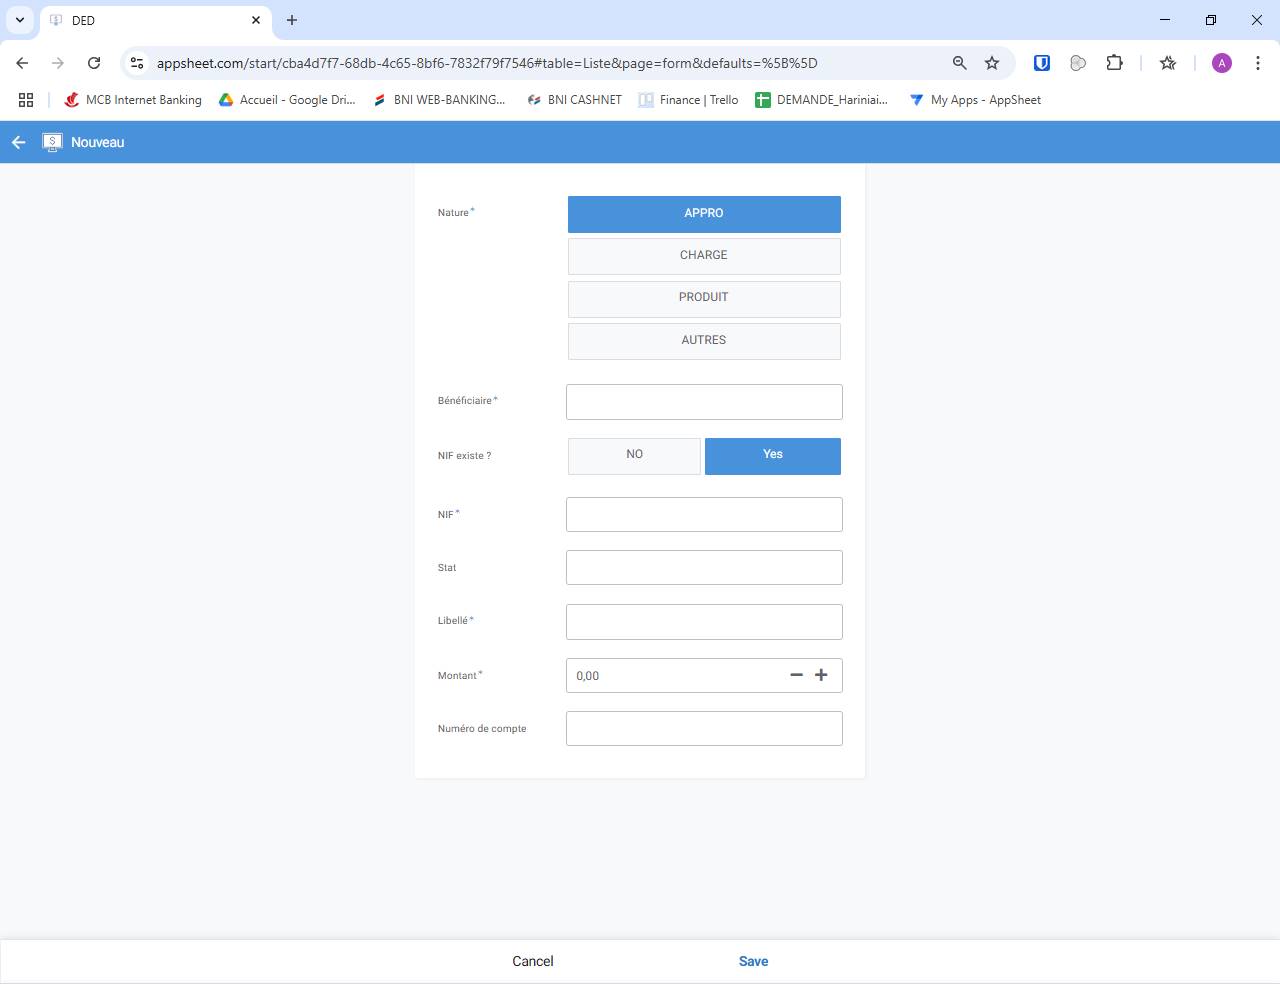 DED
appsheet.com/start/cba4d7f7-68db-4c65-8bf6-7832f79f7546#table=Liste&page=form&defaults=%5B%5D
A
MCB Internet Banking
Accueil - Google Dri...
BNI WEB-BANKING...
BNI CASHNET
Finance | Trello
DEMANDE_Hariniai...
My Apps - AppSheet
Nouveau
Nature*
APPRO
CHARGE
PRODUIT
AUTRES
Bénéficiaire*
NIF existe ?
NO
Yes
NIF*
Stat
Libellé*
Montant*
0,00
Numéro de compte
Cancel
Save